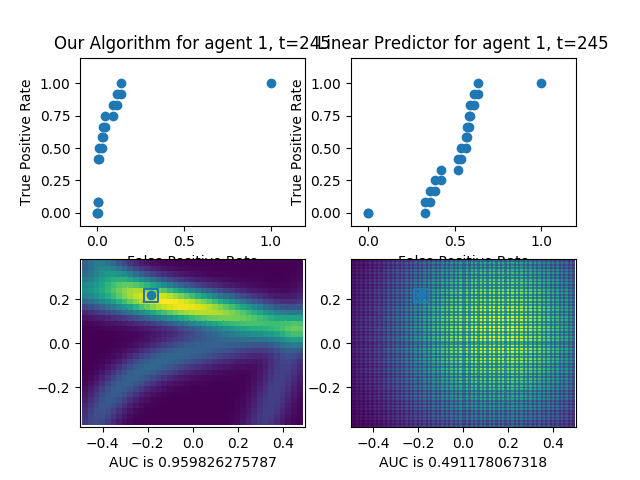 Our Algorithm for agent 1, t=245
Linear Predictor for agent 1, t=245
True Positive Rate
1.00
0.75
0.50
0.25
0.00
0.0 0.5 1.0
False Positive Rate
True Positive Rate
1.00
0.75
0.50
0.25
0.00
0.0 0.5 1.0
False Positive Rate
0.2
0.0
−0.2
−0.4 −0.2 0.0 0.2 0.4
AUC is 0.959826275787
0.2
0.0
−0.2
−0.4 −0.2 0.0 0.2 0.4
AUC is 0.491178067318